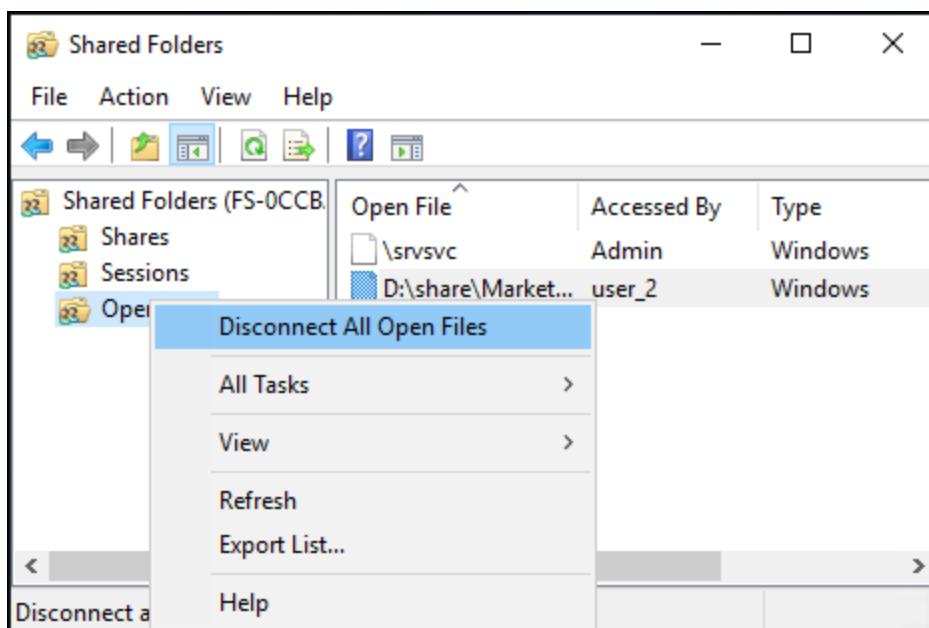 Shared Folders
File Action View Help
Shared Folders (FS-0CCB.
Shares
Sessions
Open File Accessed By Type
\srvsvc Admin Windows
D:\share\Market... user_2 Windows
Disconnect All Open Files
All Tasks
View
Refresh
Export List...
Help
Disconnect a